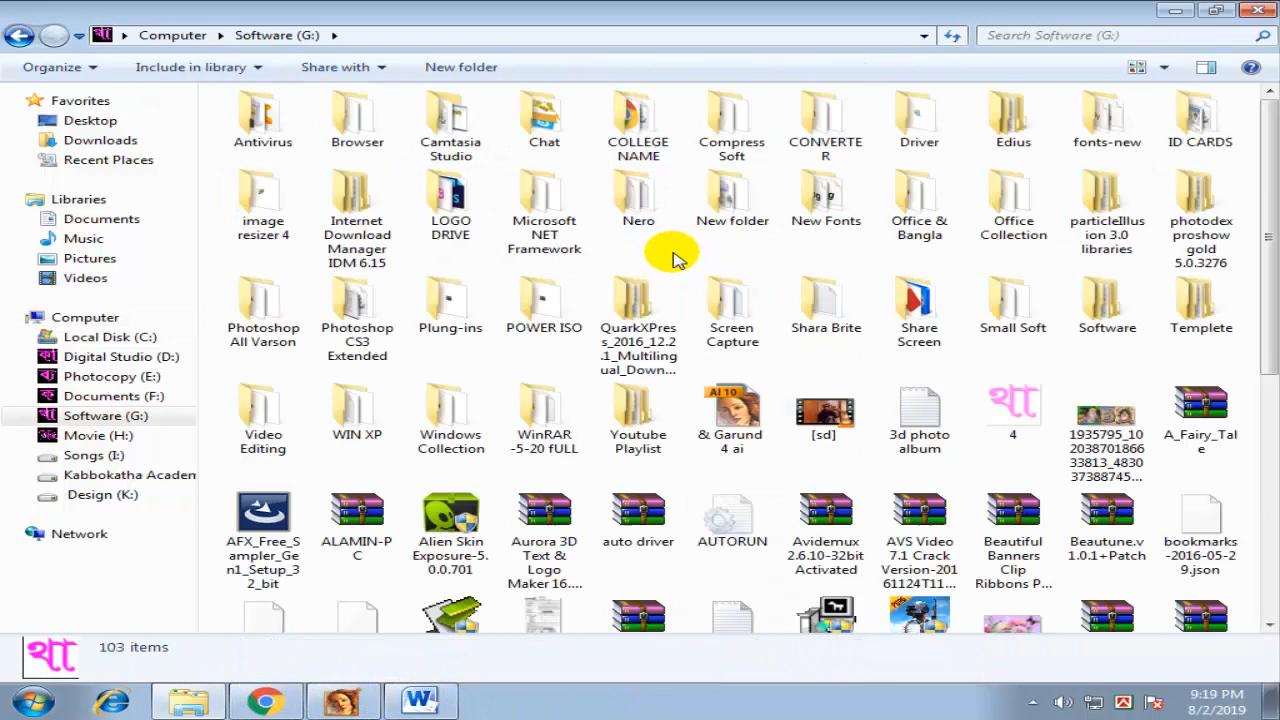 Computer
Software (G:)
Search Software (G:)
Organize
Include in library
Share with
New folder
Favorites
Desktop
Downloads
Recent Places
Libraries
Documents
Music
Pictures
Videos
Computer
Local Disk (C:)
Digital Studio (D:)
Photocopy (E:)
Documents (F:)
Software (G:)
Movie (H:)
Songs (I:)
Kabbokatha Academ
Design (K:)
Network
Antivirus
Browser
Camtasia
Studio
Chat
COLLEGE
NAME
Compress
Soft
CONVERTE
R
Driver
Edius
fonts-new
ID CARDS
image
resizer 4
Internet
Download
Manager
IDM 6.15
LOGO
DRIVE
Microsoft
NET
Framework
Nero
New folder
New Fonts
Office &
Bangla
Office
Collection
particleIllus
ion 3.0
libraries
photodex
proshow
gold
5.0.3276
Photoshop
All Varson
Photoshop
CS3
Extended
Plung-ins
POWER ISO
QuarkXPres
s_2016_12.2
.1_Multiling
ual_Down...
Screen
Capture
Shara Brite
Share
Screen
Small Soft
Software
Templete
Video
Editing
WIN XP
Windows
Collection
WinRAR
-5-20 fULL
Youtube
Playlist
AI 10
& Garund
4 ai
[sd]
3d photo
album
থা
4
1935795_10
2038701866
33813_4830
37388745...
A_Fairy_Tal
e
AFX_Free_S
ampler_Ge
n1_Setup_3
2_bit
ALAMIN-P
C
Alien Skin
Exposure-5.
0.0.701
Aurora 3D
Text &
Logo
Maker 16....
auto driver
AUTORUN
Avidemux
2.6.10-32bit
Activated
AVS Video
7.1 Crack
Version-201
61124T11...
Beautiful
Banners
Clip
Ribbons P...
Beautune.v
1.0.1+Patch
bookmarks
-2016-05-2
9.json
থা
103 items
9:19 PM
8/2/2019